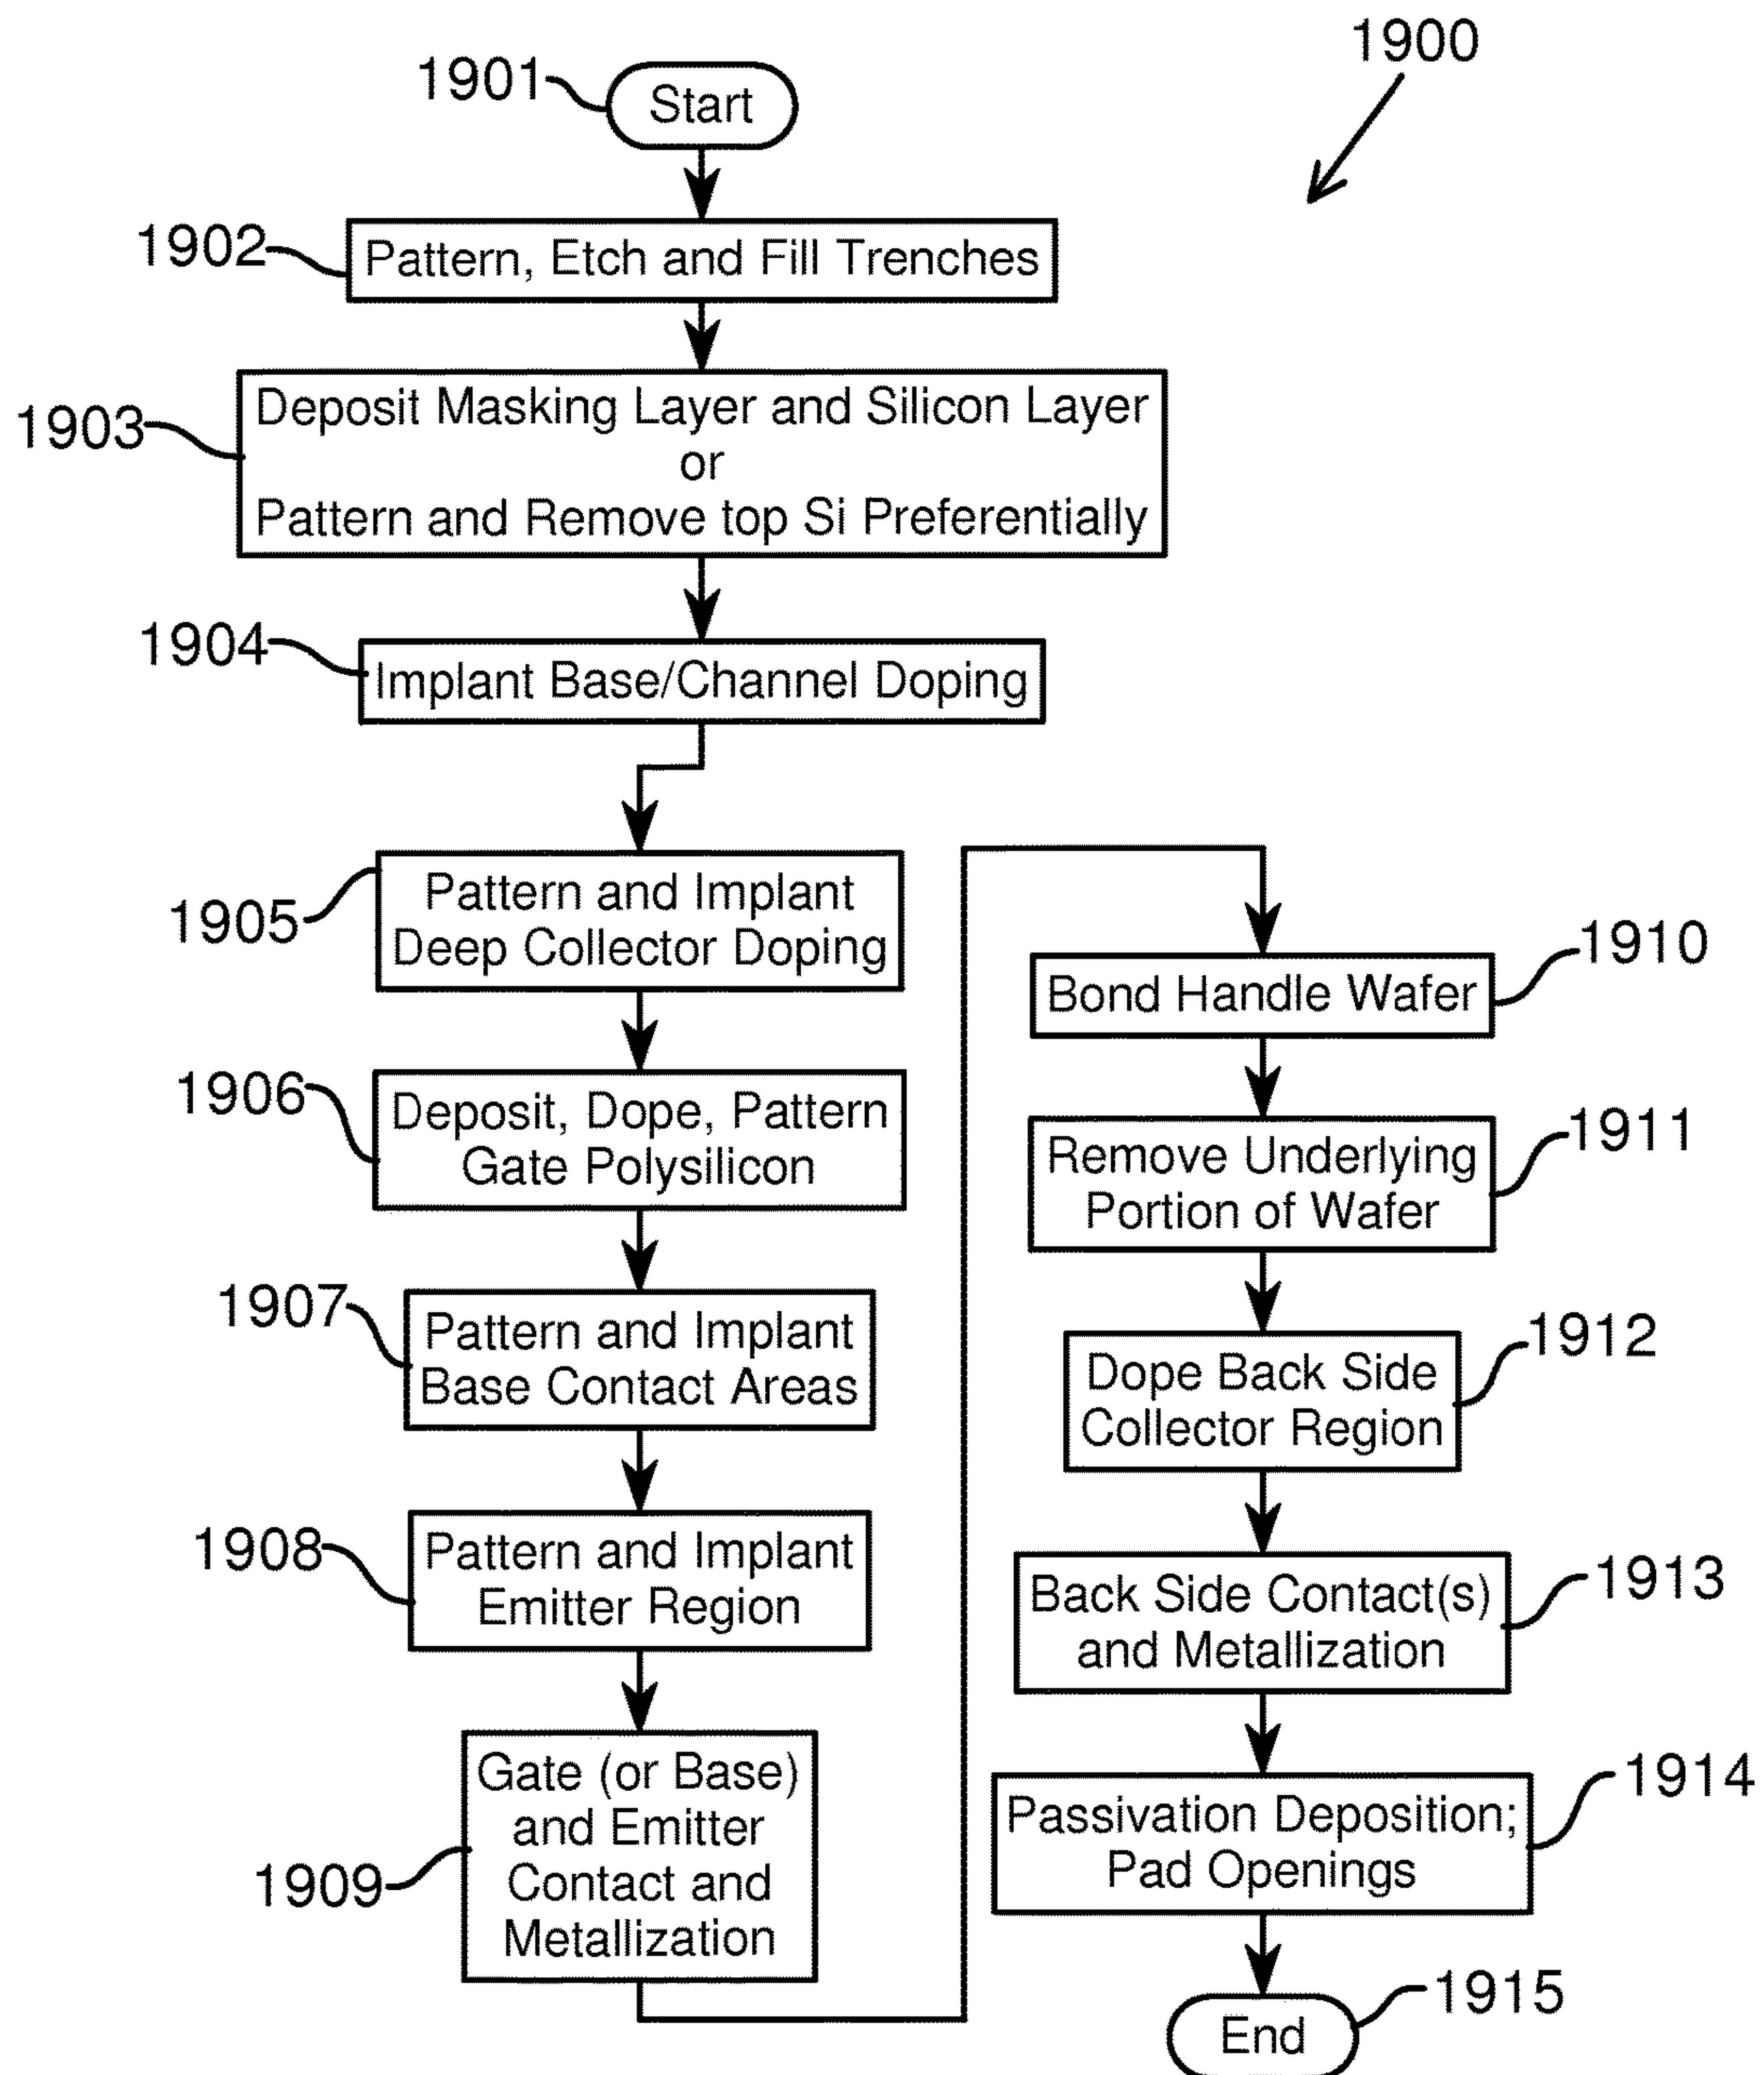 1900
1901
Start
1902
Pattern, Etch and Fill Trenches
1903
Deposit Masking Layer and Silicon Layer
or
Pattern and Remove top Si Preferentially
1904
Implant Base/Channel Doping
1905
Pattern and Implant
Deep Collector Doping
1906
Deposit, Dope, Pattern
Gate Polysilicon
1907
Pattern and Implant
Base Contact Areas
1908
Pattern and Implant
Emitter Region
1909
Gate (or Base)
and Emitter
Contact and
Metallization
1910
Bond Handle Wafer
1911
Remove Underlying
Portion of Wafer
1912
Dope Back Side
Collector Region
1913
Back Side Contact(s)
and Metallization
1914
Passivation Deposition;
Pad Openings
1915
End